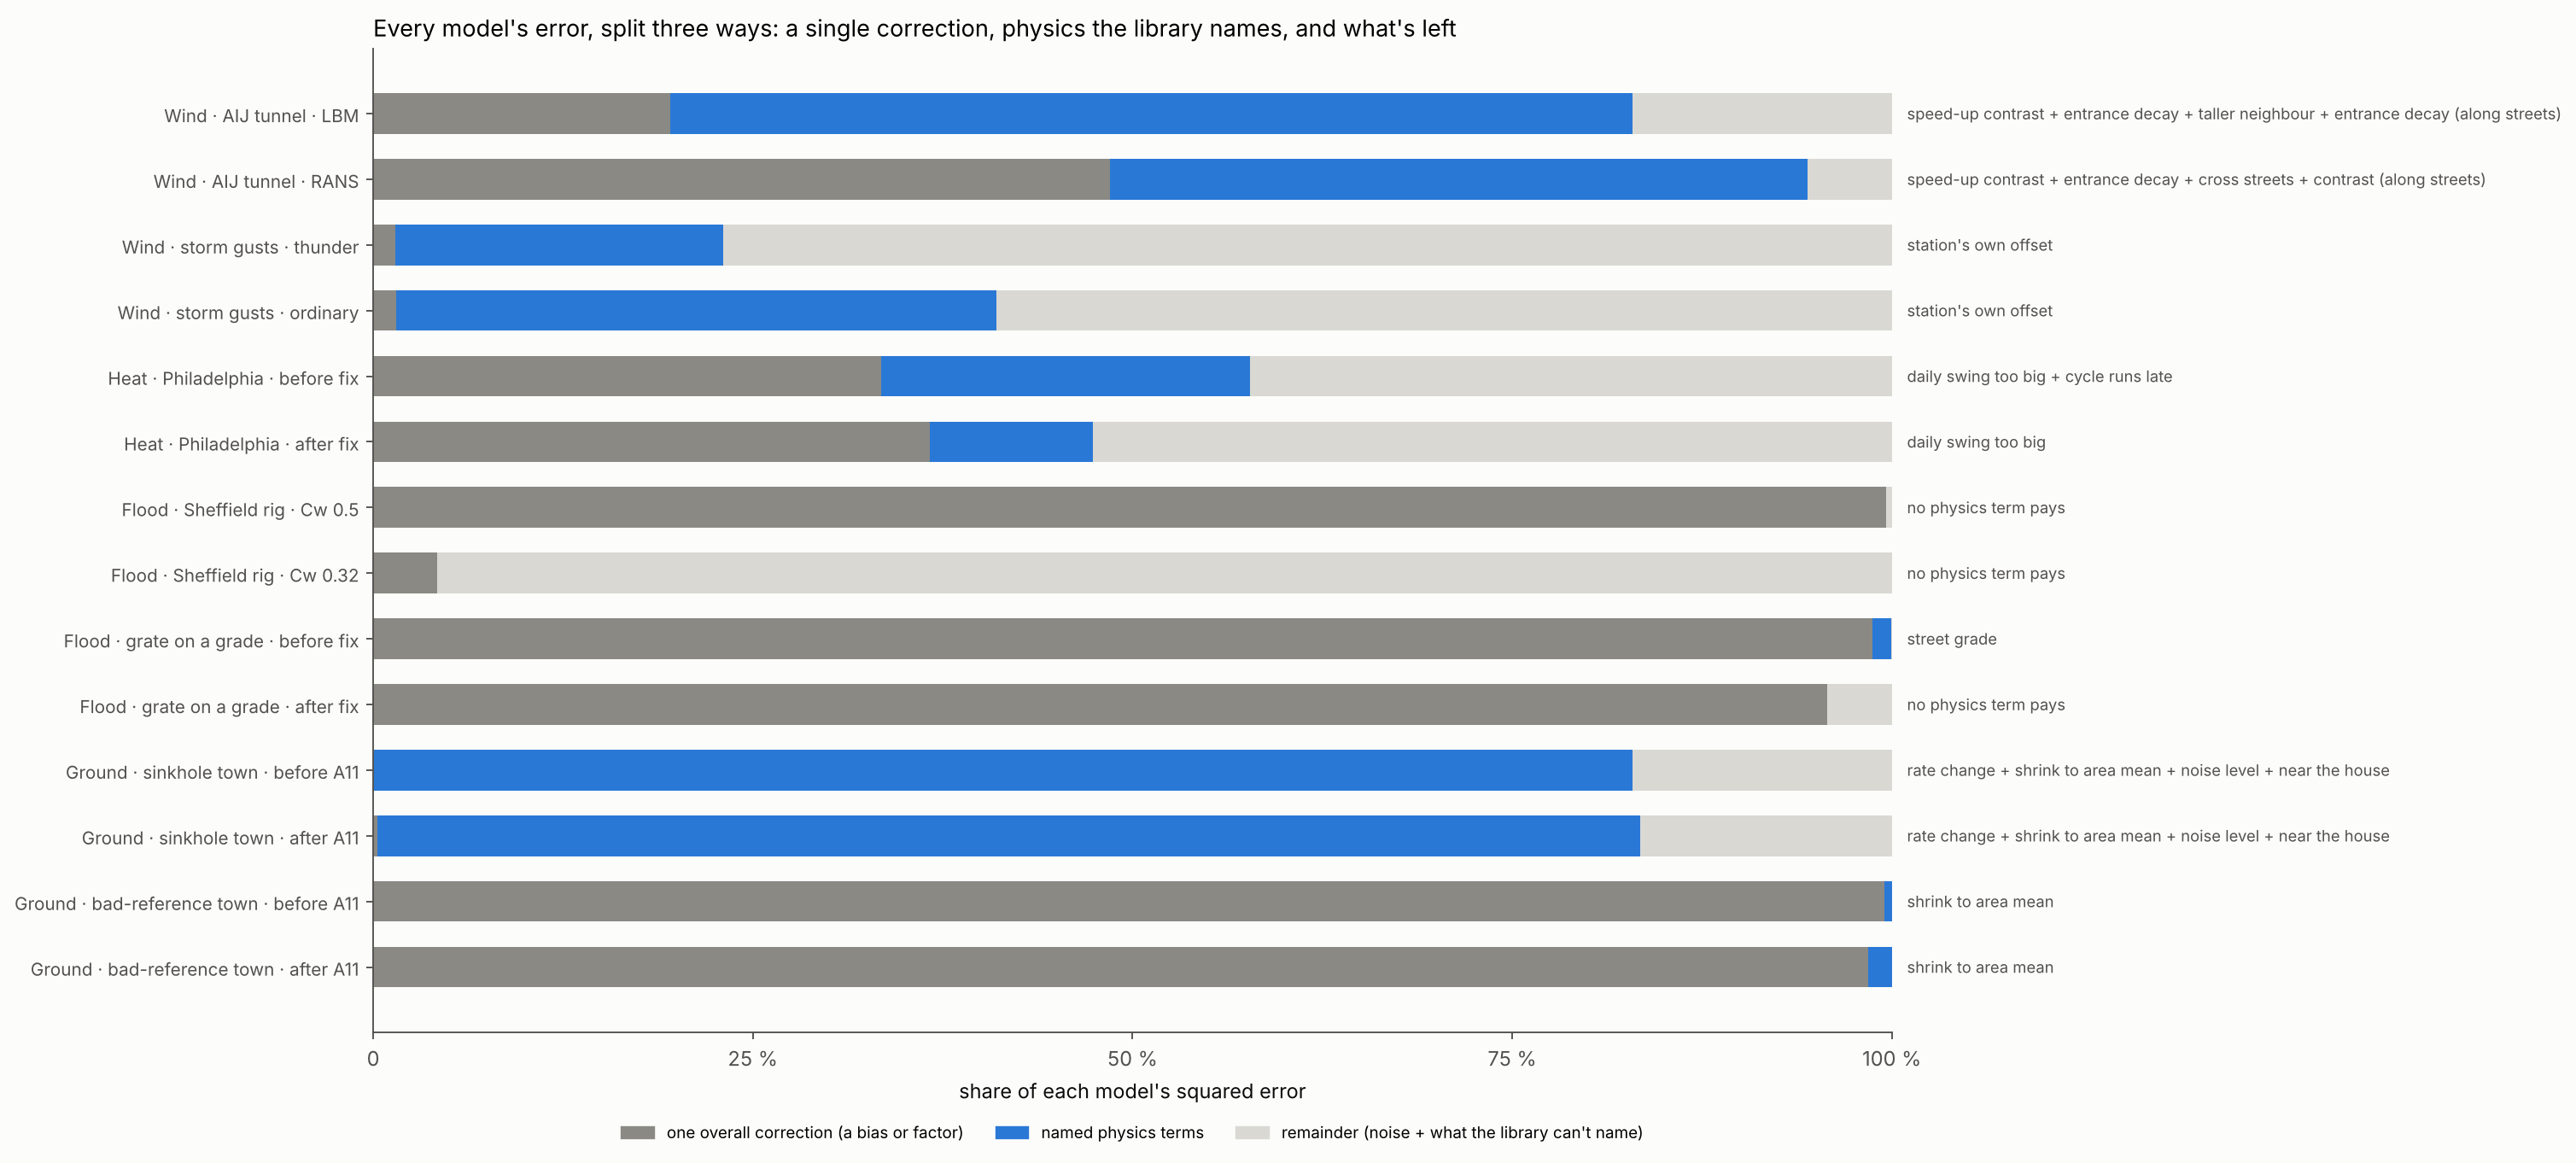 Every model's error, split three ways: a single correction, physics the library names, and what's left
Wind · AIJ tunnel · LBM
speed-up contrast + entrance decay + taller neighbour + entrance decay (along streets)
Wind · AIJ tunnel · RANS
speed-up contrast + entrance decay + cross streets + contrast (along streets)
Wind · storm gusts · thunder
station's own offset
Wind · storm gusts · ordinary
station's own offset
Heat · Philadelphia · before fix
daily swing too big + cycle runs late
Heat · Philadelphia · after fix
daily swing too big
Flood · Sheffield rig · Cw 0.5
no physics term pays
Flood · Sheffield rig · Cw 0.32
no physics term pays
Flood · grate on a grade · before fix
street grade
Flood · grate on a grade · after fix
no physics term pays
Ground · sinkhole town · before A11
rate change + shrink to area mean + noise level + near the house
Ground · sinkhole town · after A11
rate change + shrink to area mean + noise level + near the house
Ground · bad-reference town · before A11
shrink to area mean
Ground · bad-reference town · after A11
shrink to area mean
0 25 % 50 % 75 % 100 %
share of each model's squared error
one overall correction (a bias or factor) named physics terms remainder (noise + what the library can't name)